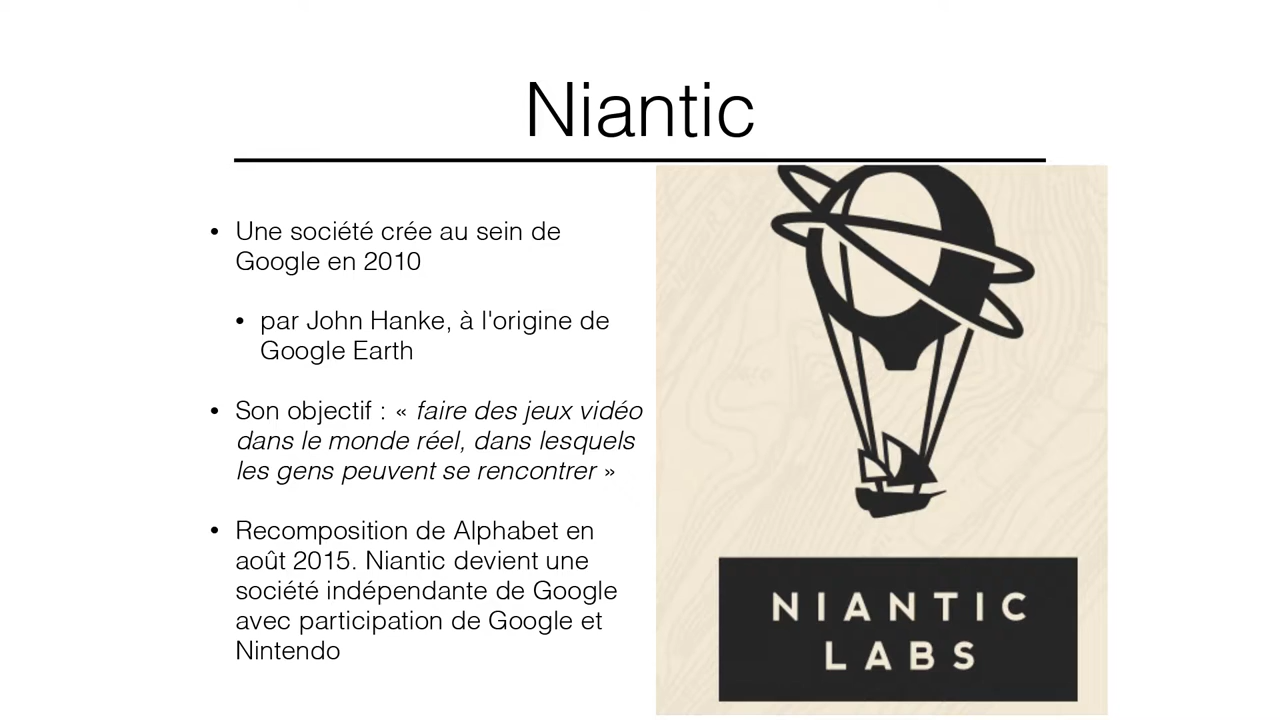 Niantic
• Une société crée au sein de
Google en 2010
• par John Hanke, à l'origine de
Google Earth
• Son objectif : « faire des jeux vidéo
dans le monde réel, dans lesquels
les gens peuvent se rencontrer »
• Recomposition de Alphabet en
août 2015. Niantic devient une
société indépendante de Google
avec participation de Google et
Nintendo
NIANTIC
LABS